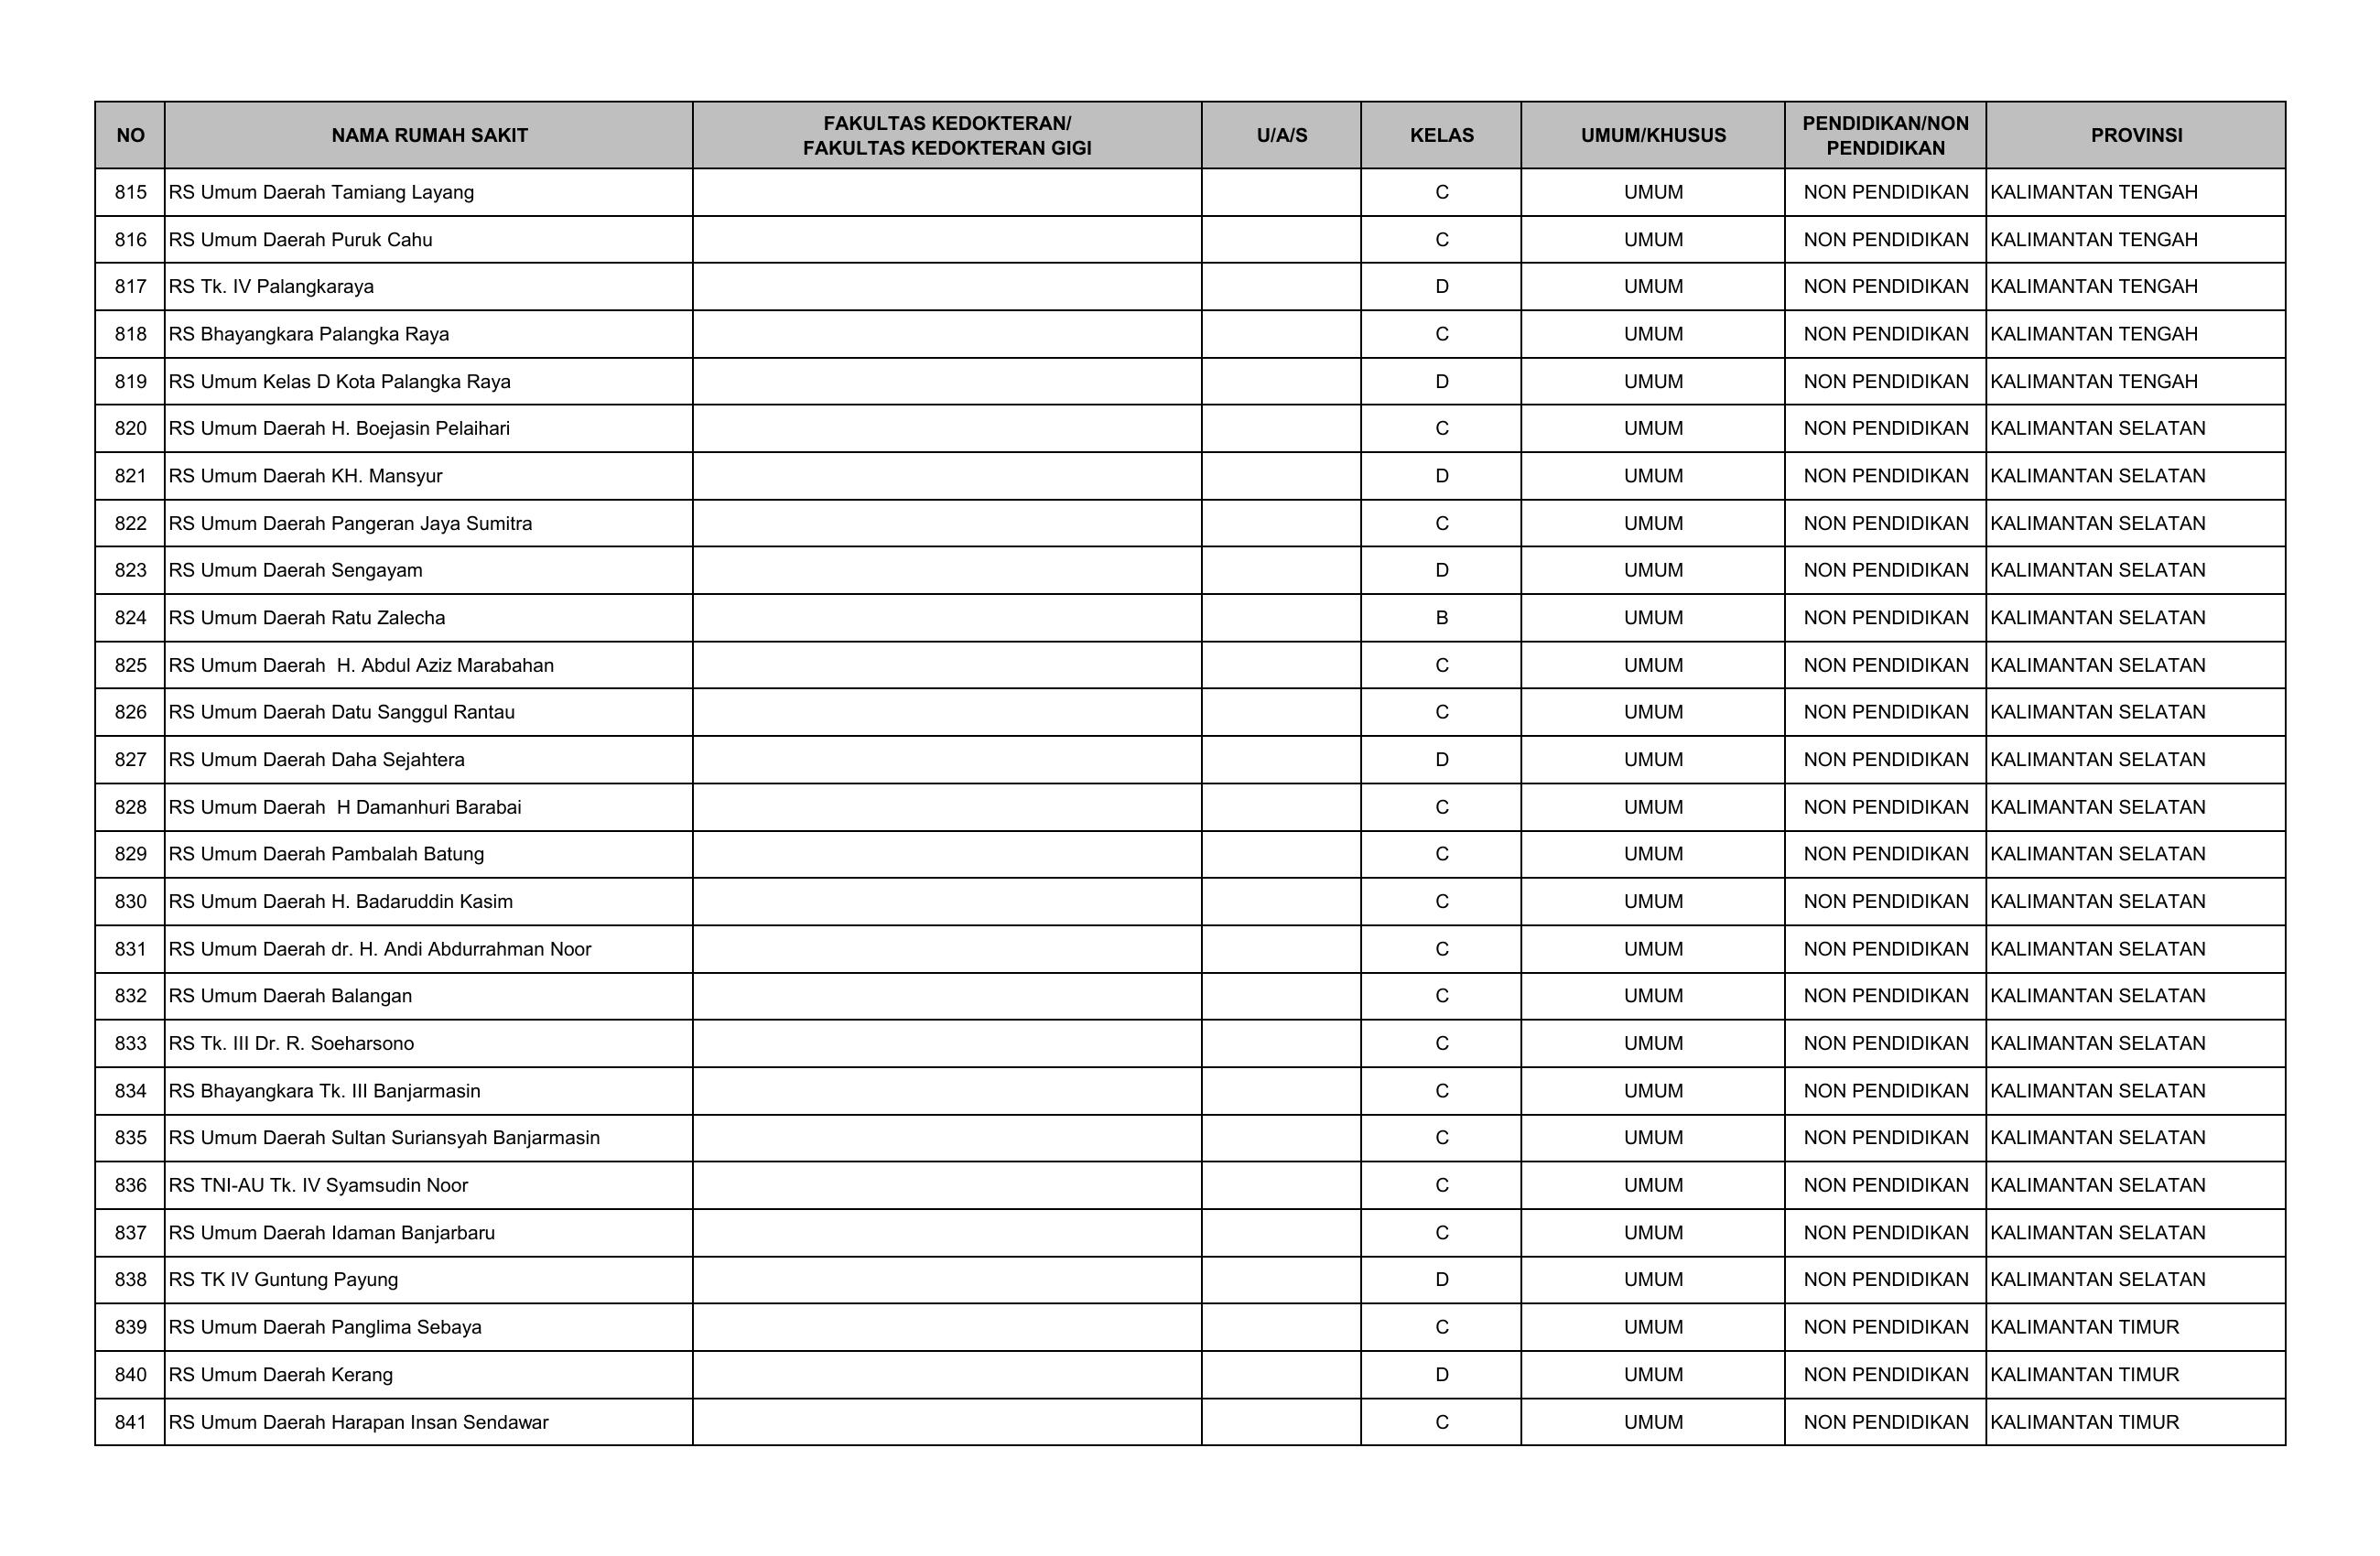 NO NAMA RUMAH SAKIT FAKULTAS KEDOKTERAN/ FAKULTAS KEDOKTERAN GIGI U/A/S KELAS UMUM/KHUSUS PENDIDIKAN/NON PENDIDIKAN PROVINSI
815 RS Umum Daerah Tamiang Layang C UMUM NON PENDIDIKAN KALIMANTAN TENGAH
816 RS Umum Daerah Puruk Cahu C UMUM NON PENDIDIKAN KALIMANTAN TENGAH
817 RS Tk. IV Palangkaraya D UMUM NON PENDIDIKAN KALIMANTAN TENGAH
818 RS Bhayangkara Palangka Raya C UMUM NON PENDIDIKAN KALIMANTAN TENGAH
819 RS Umum Kelas D Kota Palangka Raya D UMUM NON PENDIDIKAN KALIMANTAN TENGAH
820 RS Umum Daerah H. Boejasin Pelaihari C UMUM NON PENDIDIKAN KALIMANTAN SELATAN
821 RS Umum Daerah KH. Mansyur D UMUM NON PENDIDIKAN KALIMANTAN SELATAN
822 RS Umum Daerah Pangeran Jaya Sumitra C UMUM NON PENDIDIKAN KALIMANTAN SELATAN
823 RS Umum Daerah Sengayam D UMUM NON PENDIDIKAN KALIMANTAN SELATAN
824 RS Umum Daerah Ratu Zalecha B UMUM NON PENDIDIKAN KALIMANTAN SELATAN
825 RS Umum Daerah  H. Abdul Aziz Marabahan C UMUM NON PENDIDIKAN KALIMANTAN SELATAN
826 RS Umum Daerah Datu Sanggul Rantau C UMUM NON PENDIDIKAN KALIMANTAN SELATAN
827 RS Umum Daerah Daha Sejahtera D UMUM NON PENDIDIKAN KALIMANTAN SELATAN
828 RS Umum Daerah  H Damanhuri Barabai C UMUM NON PENDIDIKAN KALIMANTAN SELATAN
829 RS Umum Daerah Pambalah Batung C UMUM NON PENDIDIKAN KALIMANTAN SELATAN
830 RS Umum Daerah H. Badaruddin Kasim C UMUM NON PENDIDIKAN KALIMANTAN SELATAN
831 RS Umum Daerah dr. H. Andi Abdurrahman Noor C UMUM NON PENDIDIKAN KALIMANTAN SELATAN
832 RS Umum Daerah Balangan C UMUM NON PENDIDIKAN KALIMANTAN SELATAN
833 RS Tk. III Dr. R. Soeharsono C UMUM NON PENDIDIKAN KALIMANTAN SELATAN
834 RS Bhayangkara Tk. III Banjarmasin C UMUM NON PENDIDIKAN KALIMANTAN SELATAN
835 RS Umum Daerah Sultan Suriansyah Banjarmasin C UMUM NON PENDIDIKAN KALIMANTAN SELATAN
836 RS TNI-AU Tk. IV Syamsudin Noor C UMUM NON PENDIDIKAN KALIMANTAN SELATAN
837 RS Umum Daerah Idaman Banjarbaru C UMUM NON PENDIDIKAN KALIMANTAN SELATAN
838 RS TK IV Guntung Payung D UMUM NON PENDIDIKAN KALIMANTAN SELATAN
839 RS Umum Daerah Panglima Sebaya C UMUM NON PENDIDIKAN KALIMANTAN TIMUR
840 RS Umum Daerah Kerang D UMUM NON PENDIDIKAN KALIMANTAN TIMUR
841 RS Umum Daerah Harapan Insan Sendawar C UMUM NON PENDIDIKAN KALIMANTAN TIMUR